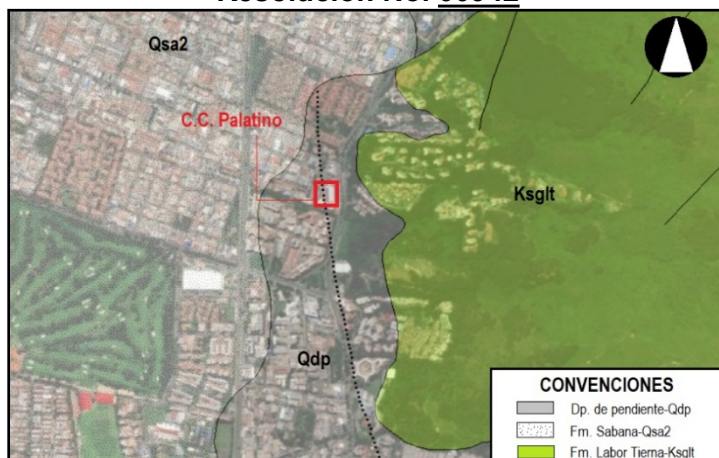 Qsa2
C.C. Palatino
Ksglt
Qdp
CONVENCIONES
Dp. de pendiente-Qdp
Fm. Sabana-Qsa2
Fm. Labor Tierna-Ksglt